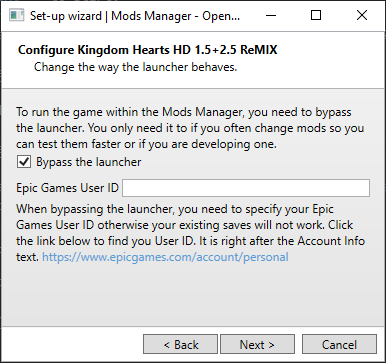 Set-up wizard | Mods Manager - Open...
Configure Kingdom Hearts HD 1.5+2.5 ReMIX
Change the way the launcher behaves.
To run the game within the Mods Manager, you need to bypass
the launcher. You only need it to if you often change mods so you
can test them faster or if you are developing one.
Bypass the launcher
Epic Games User ID
When bypassing the launcher, you need to specify your Epic
Games User ID otherwise your existing saves will not work. Click
the link below to find you User ID. It is right after the Account Info
text. https://www.epicgames.com/account/personal
< Back
Next >
Cancel